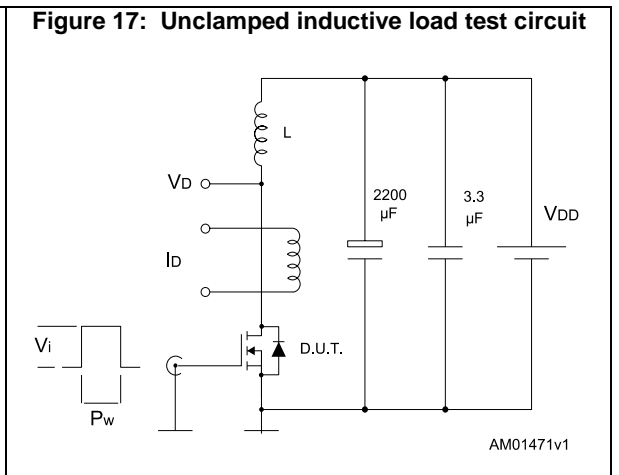 Figure 17: Unclamped inductive load test circuit
L
VD
2200
µF
3.3
µF
VDD
ID
Vi
D.U.T.
Pw
AM01471v1